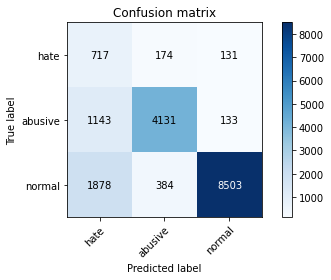 Confusion matrix
hate 717 174 131
abusive 1143 4131 133
normal 1878 384 8503
hate abusive normal
True label
Predicted label
8000
7000
6000
5000
4000
3000
2000
1000